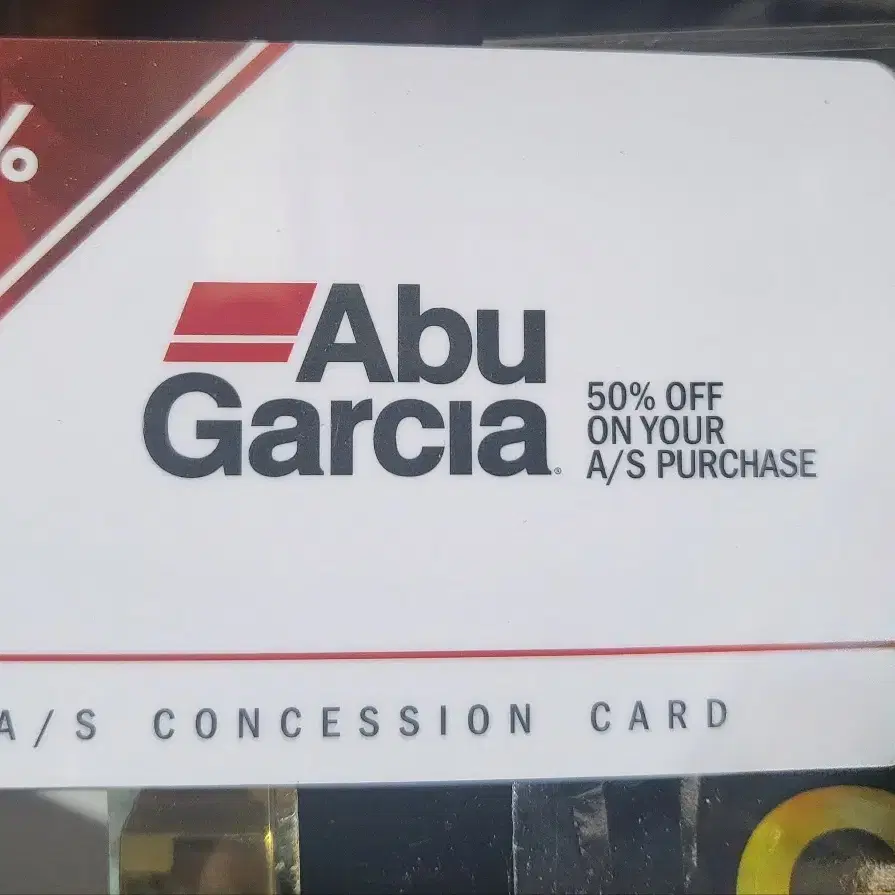 %
Abu
Garcia
50% OFF
ON YOUR
A/S PURCHASE
A/S CONCESSION CARD